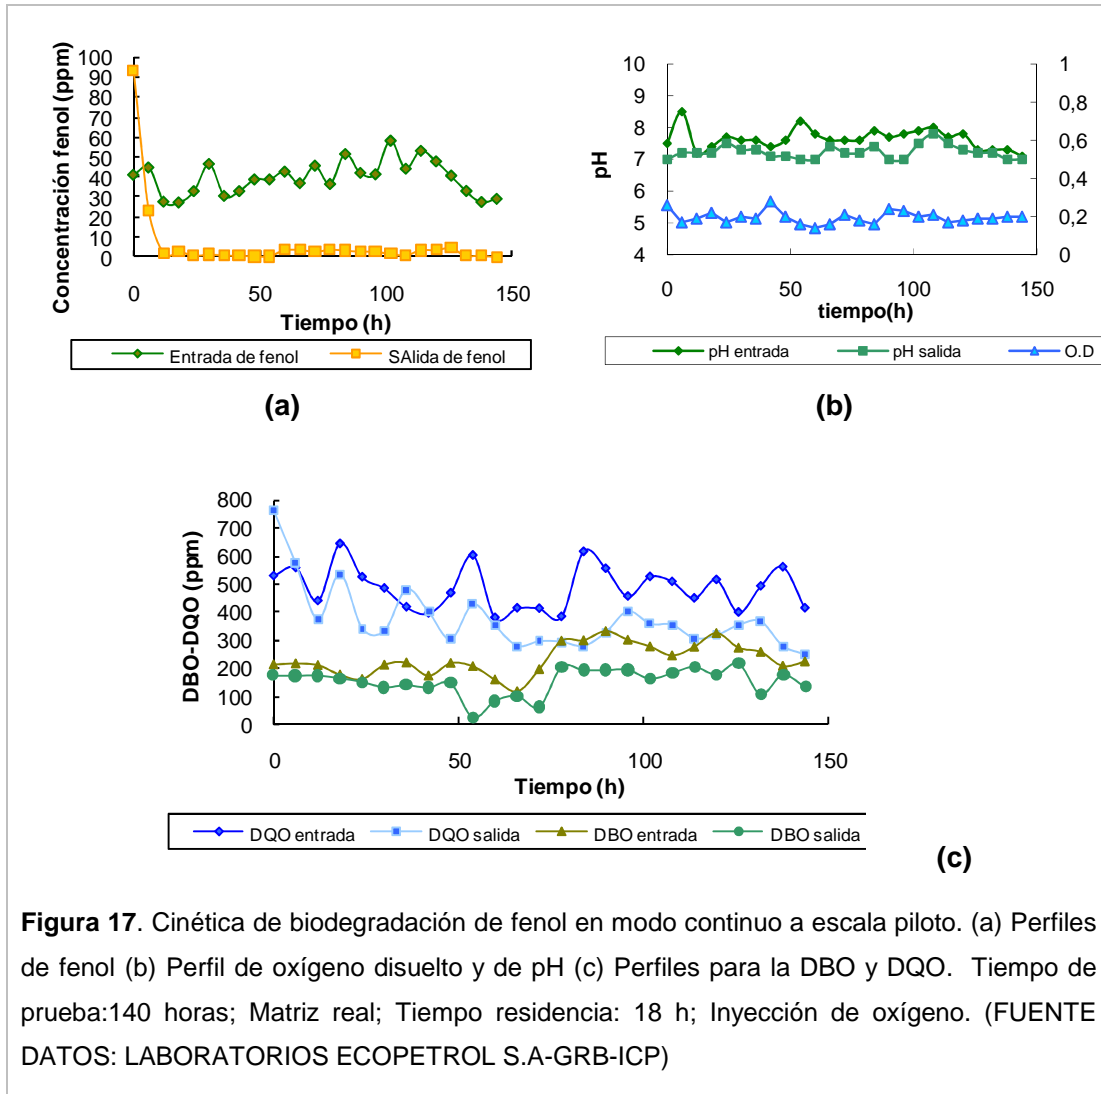 Concentración fenol (ppm)
100
90
80
70
60
50
40
30
20
10
0
0 50 100 150
Tiempo (h)
Entrada de fenol SAlida de fenol
(a)
pH
10
9
8
7
6
5
4
1
0,8
0,6
0,4
0,2
0
0 50 100 150
tiempo(h)
pH entrada pH salida O.D
(b)
DBO-DQO (ppm)
800
700
600
500
400
300
200
100
0
0 50 100 150
Tiempo (h)
DQO entrada DQO salida DBO entrada DBO salida
(c)
Figura 17. Cinética de biodegradación de fenol en modo continuo a escala piloto. (a) Perfiles
de fenol (b) Perfil de oxígeno disuelto y de pH (c) Perfiles para la DBO y DQO. Tiempo de
prueba:140 horas; Matriz real; Tiempo residencia: 18 h; Inyección de oxígeno. (FUENTE
DATOS: LABORATORIOS ECOPETROL S.A-GRB-ICP)